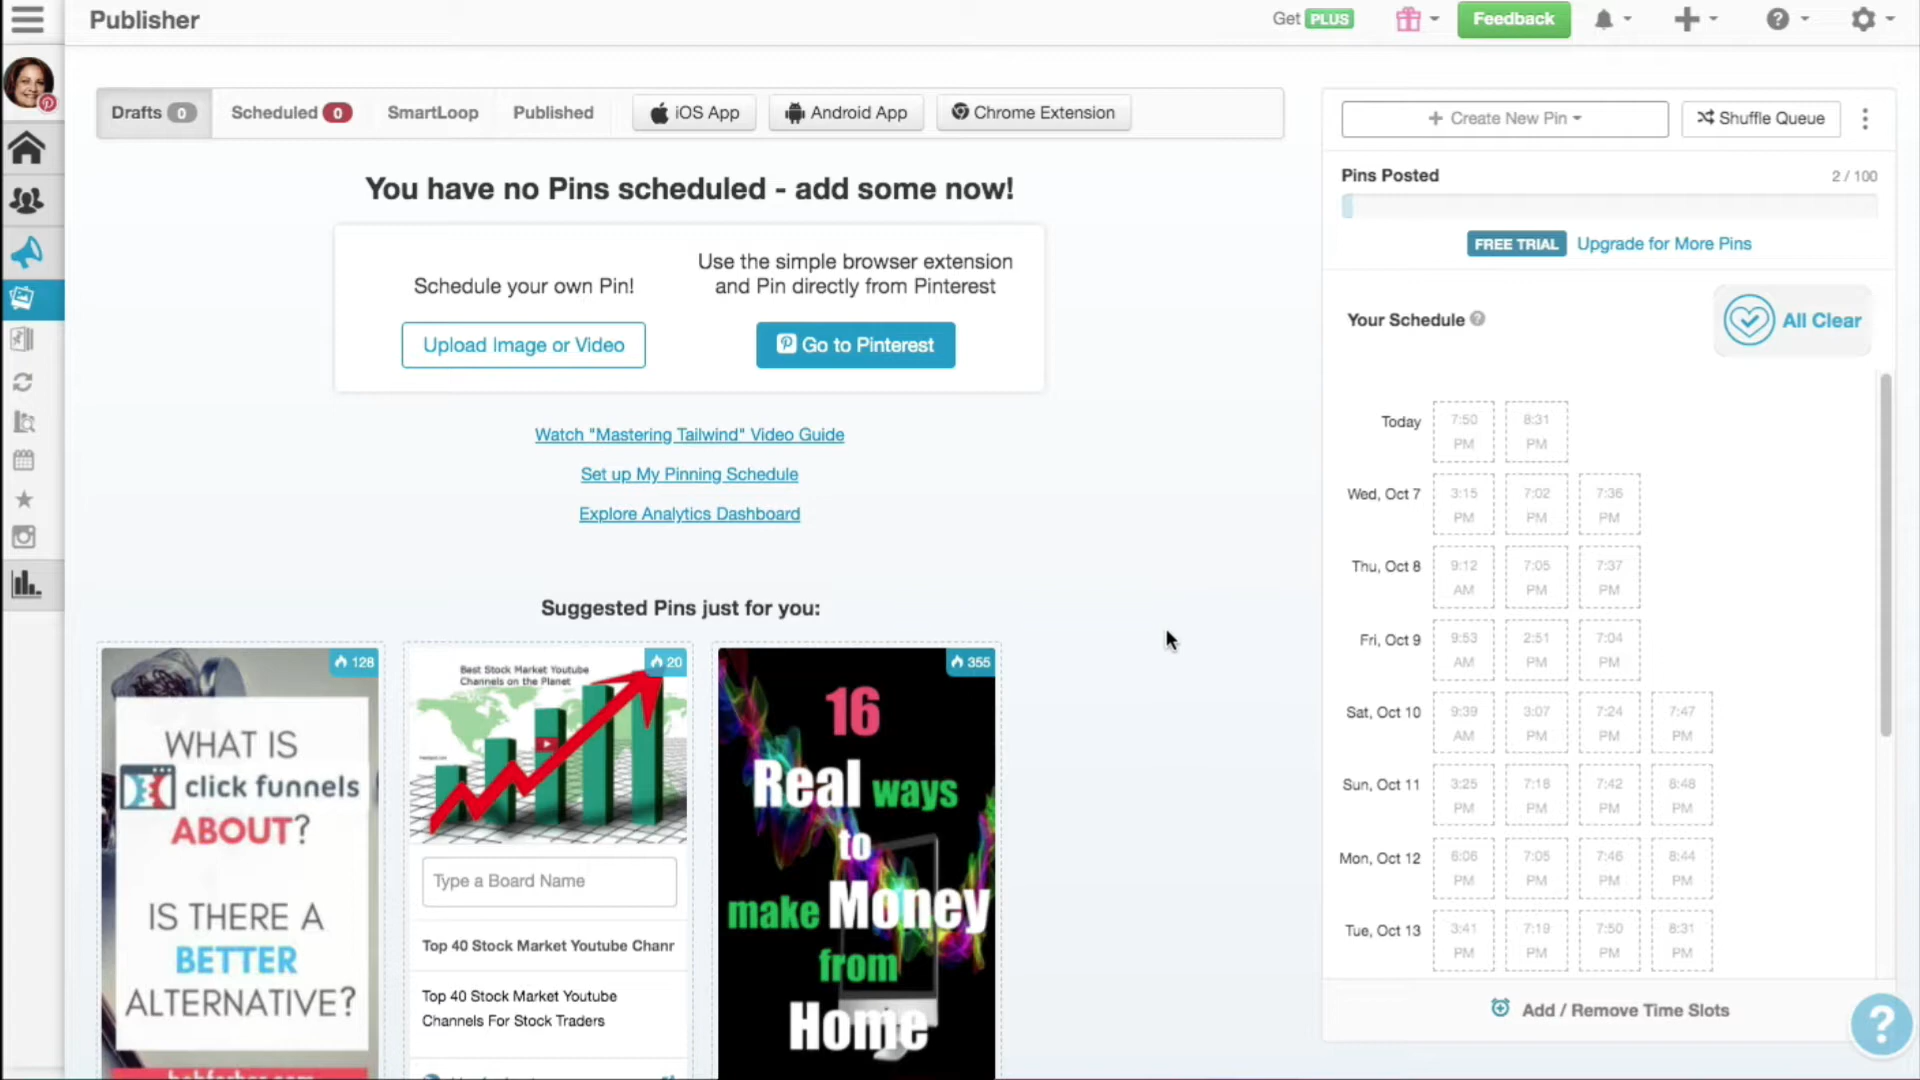 Publisher
Get PLUS
Feedback
Drafts 0
Scheduled 0
SmartLoop
Published
iOS App
Android App
Chrome Extension
You have no Pins scheduled - add some now!
Schedule your own Pin!
Upload Image or Video
Use the simple browser extension
and Pin directly from Pinterest
Go to Pinterest
Watch "Mastering Tailwind" Video Guide
Set up My Pinning Schedule
Explore Analytics Dashboard
Suggested Pins just for you:
128
WHAT IS
click funnels
ABOUT?
IS THERE A
BETTER
ALTERNATIVE?
20
Best Stock Market Youtube
Channels on the Planet
Type a Board Name
Top 40 Stock Market Youtube Chanr
Top 40 Stock Market Youtube
Channels For Stock Traders
355
16
Real ways
to
make Money
from
Home
+ Create New Pin
Shuffle Queue
Pins Posted
2 / 100
FREE TRIAL Upgrade for More Pins
Your Schedule ?
All Clear
Today 7:50 PM 8:31 PM
Wed, Oct 7 3:15 PM 7:02 PM 7:36 PM
Thu, Oct 8 9:12 AM 7:05 PM 7:37 PM
Fri, Oct 9 9:53 AM 2:51 PM 7:04 PM
Sat, Oct 10 9:39 AM 3:07 PM 7:24 PM 7:47 PM
Sun, Oct 11 3:25 PM 7:18 PM 7:42 PM 8:48 PM
Mon, Oct 12 6:06 PM 7:05 PM 7:46 PM 8:44 PM
Tue, Oct 13 3:41 PM 7:19 PM 7:50 PM 8:31 PM
Add / Remove Time Slots
?